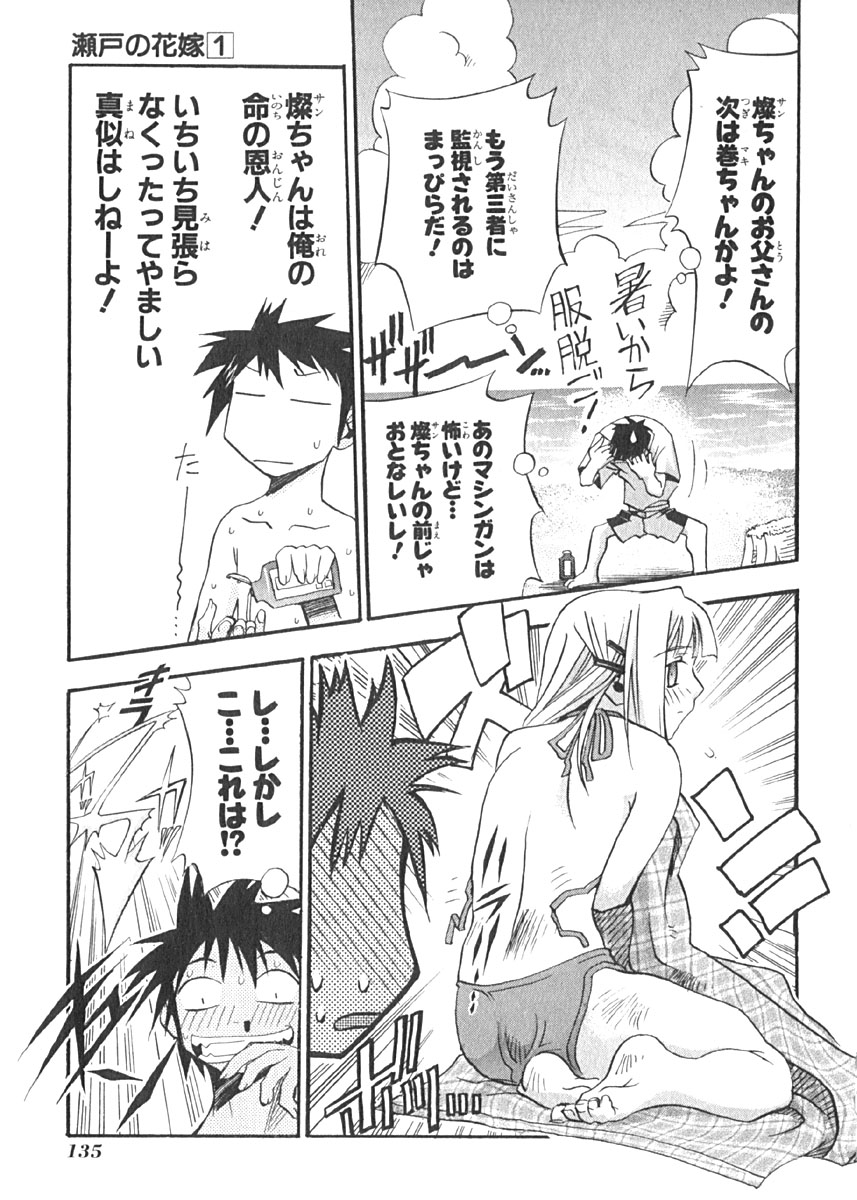 瀬戸の花嫁1
燦ちゃんのお父さんの
次は巻ちゃんかよ!
もう第三者に
監視されるのは
まっぴらだ!
暑いから
服脱ご!
ザザー…
あのマシンガンは
怖いけど…
燦ちゃんの前じゃ
おとなしいし!
燦ちゃんは俺の
命の恩人!
いちいち見張ら
なくったってやましい
真似はしねーよ!
し…しかし
こ…これは!?
キラ
135